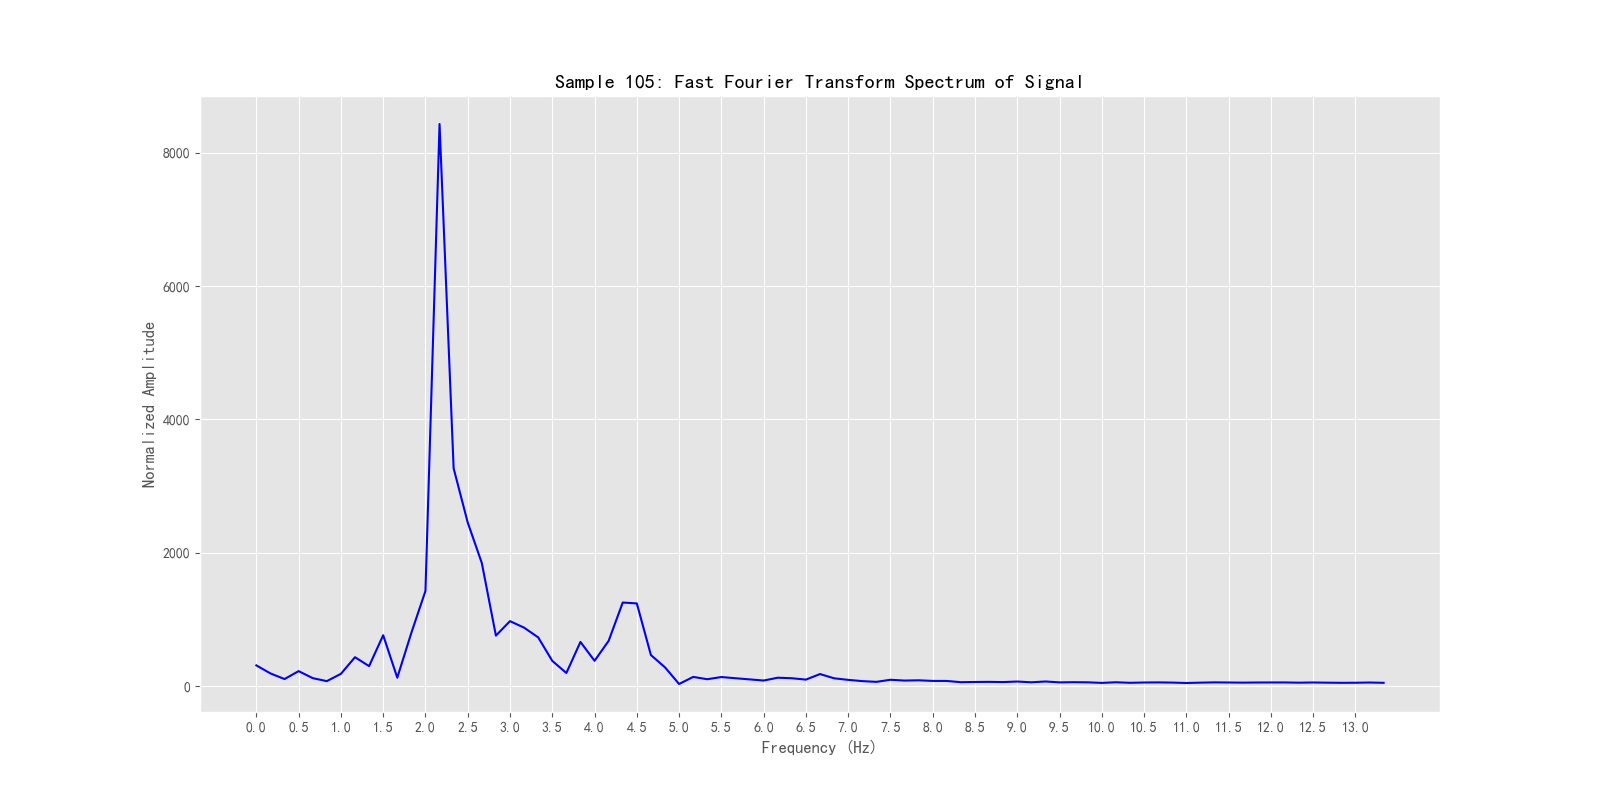 Sample 105: Fast Fourier Transform Spectrum of Signal
8000
6000
4000
2000
0
Normalized Amplitude
0.0 0.5 1.0 1.5 2.0 2.5 3.0 3.5 4.0 4.5 5.0 5.5 6.0 6.5 7.0 7.5 8.0 8.5 9.0 9.5 10.0 10.5 11.0 11.5 12.0 12.5 13.0
Frequency (Hz)